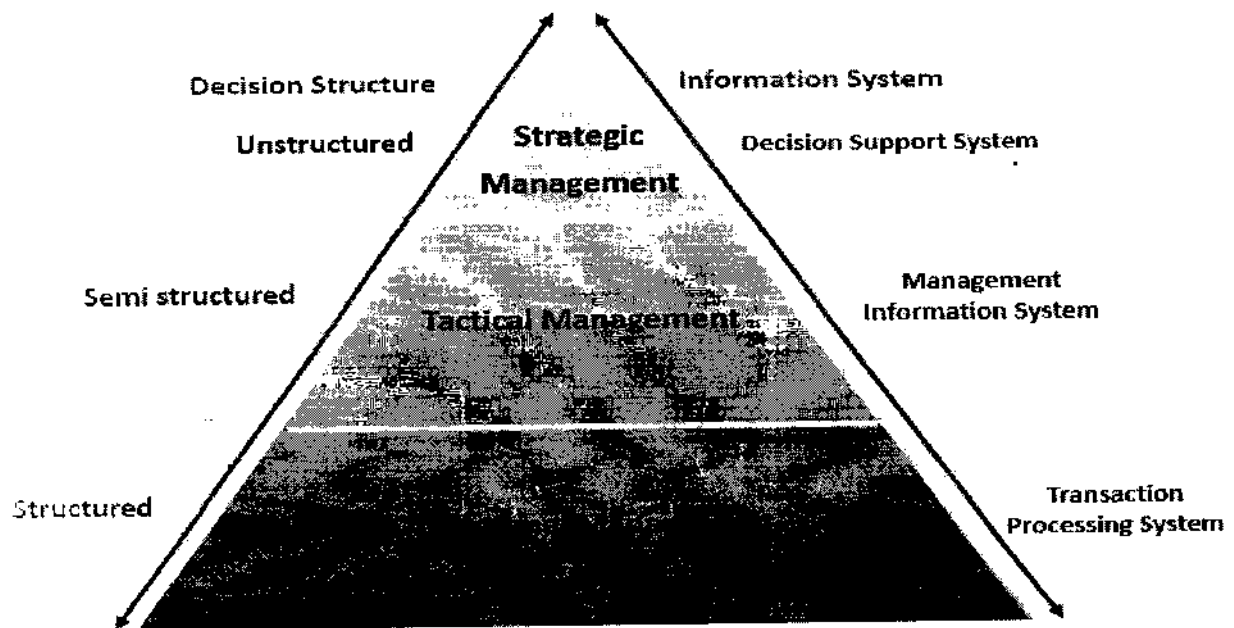 Decision Structure
Information System
Unstructured
Strategic
Management
Decision Support System
Semi structured
Tactical Management
Management
Information System
Structured
Transaction
Processing System